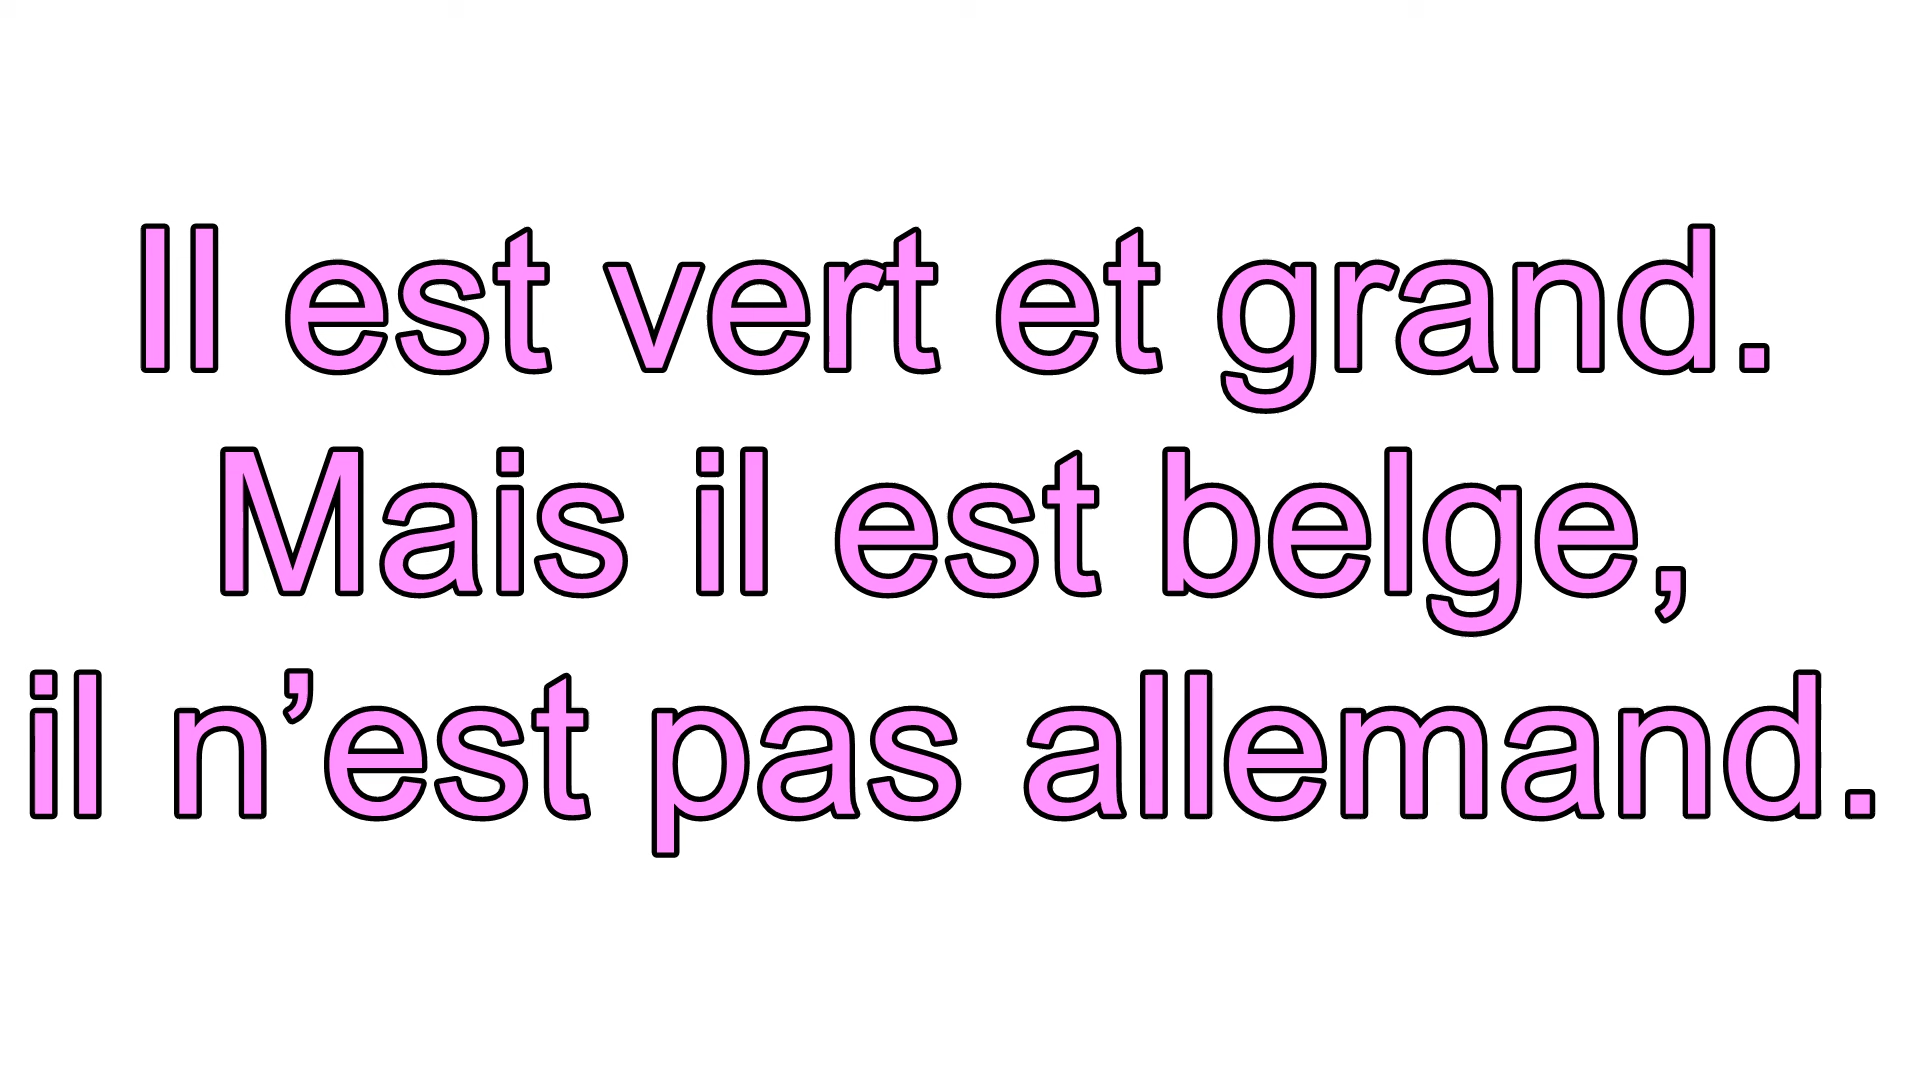 Il est vert et grand.
Mais il est belge,
il n’est pas allemand.